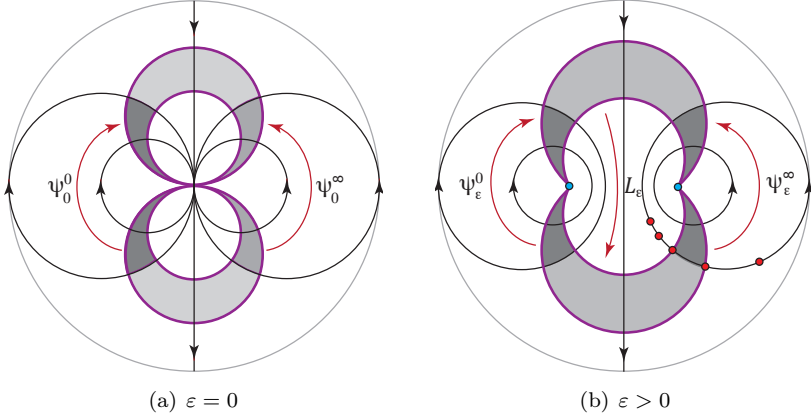 ψ₀⁰ ψ₀^∞
ψ_ε⁰ L_ε ψ_ε^∞
(a) ε = 0 (b) ε > 0